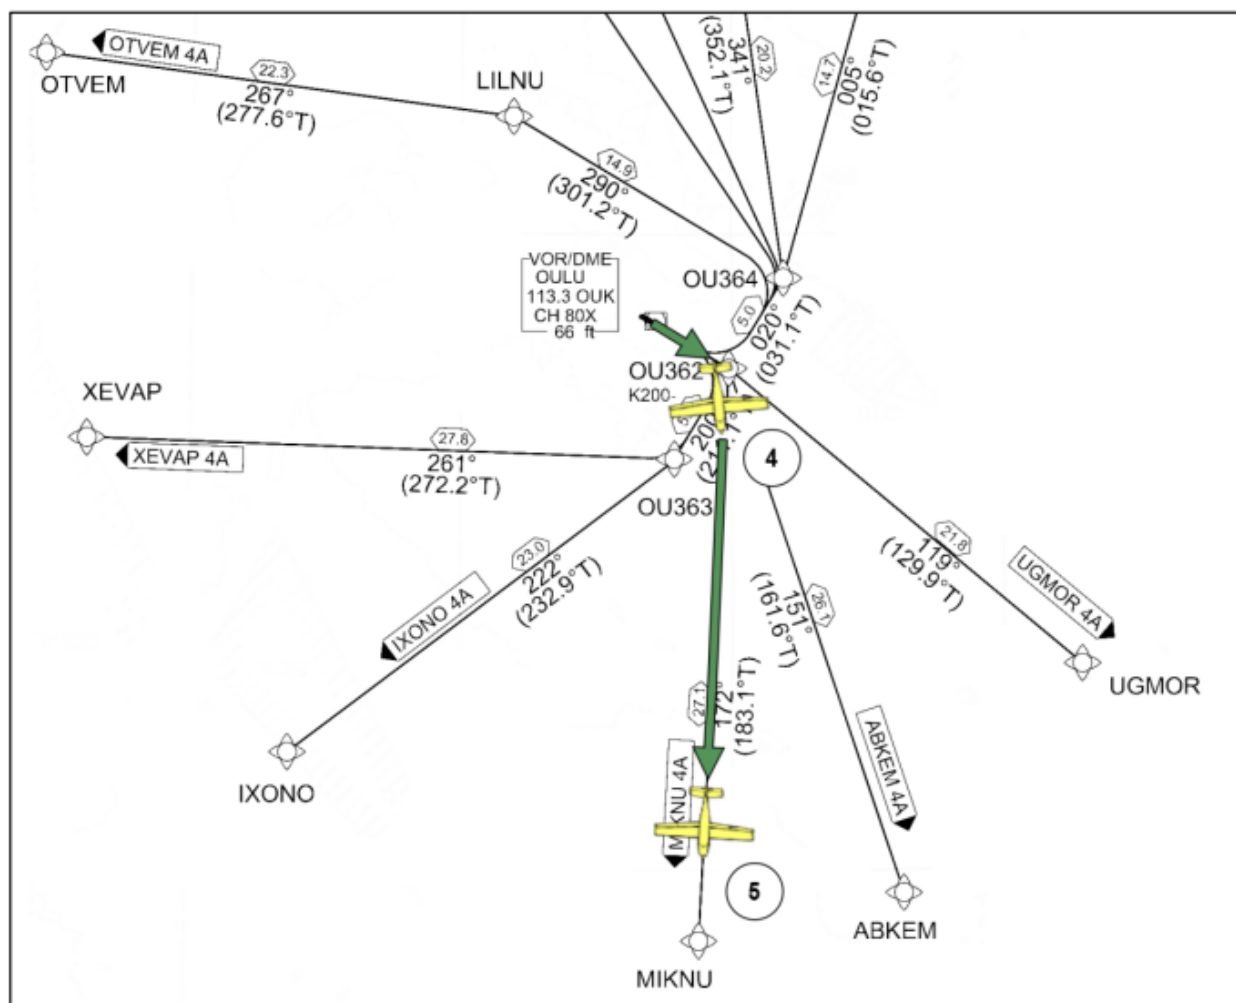 OTVEM 4A
22.3
267°
(277.6°T)
OTVEM
LILNU
14.9
290°
(301.2°T)
341°
(352.1°T)
20.2
14.7
005°
(015.6°T)
VOR/DME
OULU
113.3 OUK
CH 80X
66 ft
OU364
5.0
020°
(031.1°T)
OU362
K200-
200
XEVAP
XEVAP 4A
27.8
261°
(272.2°T)
OU363
4
23.0
222°
(232.9°T)
IXONO 4A
IXONO
21.8
119°
(129.9°T)
UGMOR 4A
UGMOR
26.1
151°
(161.6°T)
ABKEM 4A
ABKEM
27.1
172°
(183.1°T)
MIKNU 4A
5
MIKNU